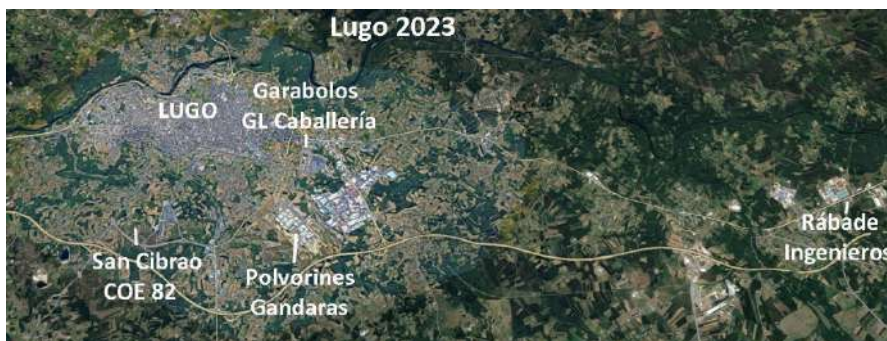 Lugo 2023
LUGO
Garabolos
GL Caballería
San Cibrao
COE 82
Polvorines
Gandaras
Rábade
Ingenieros